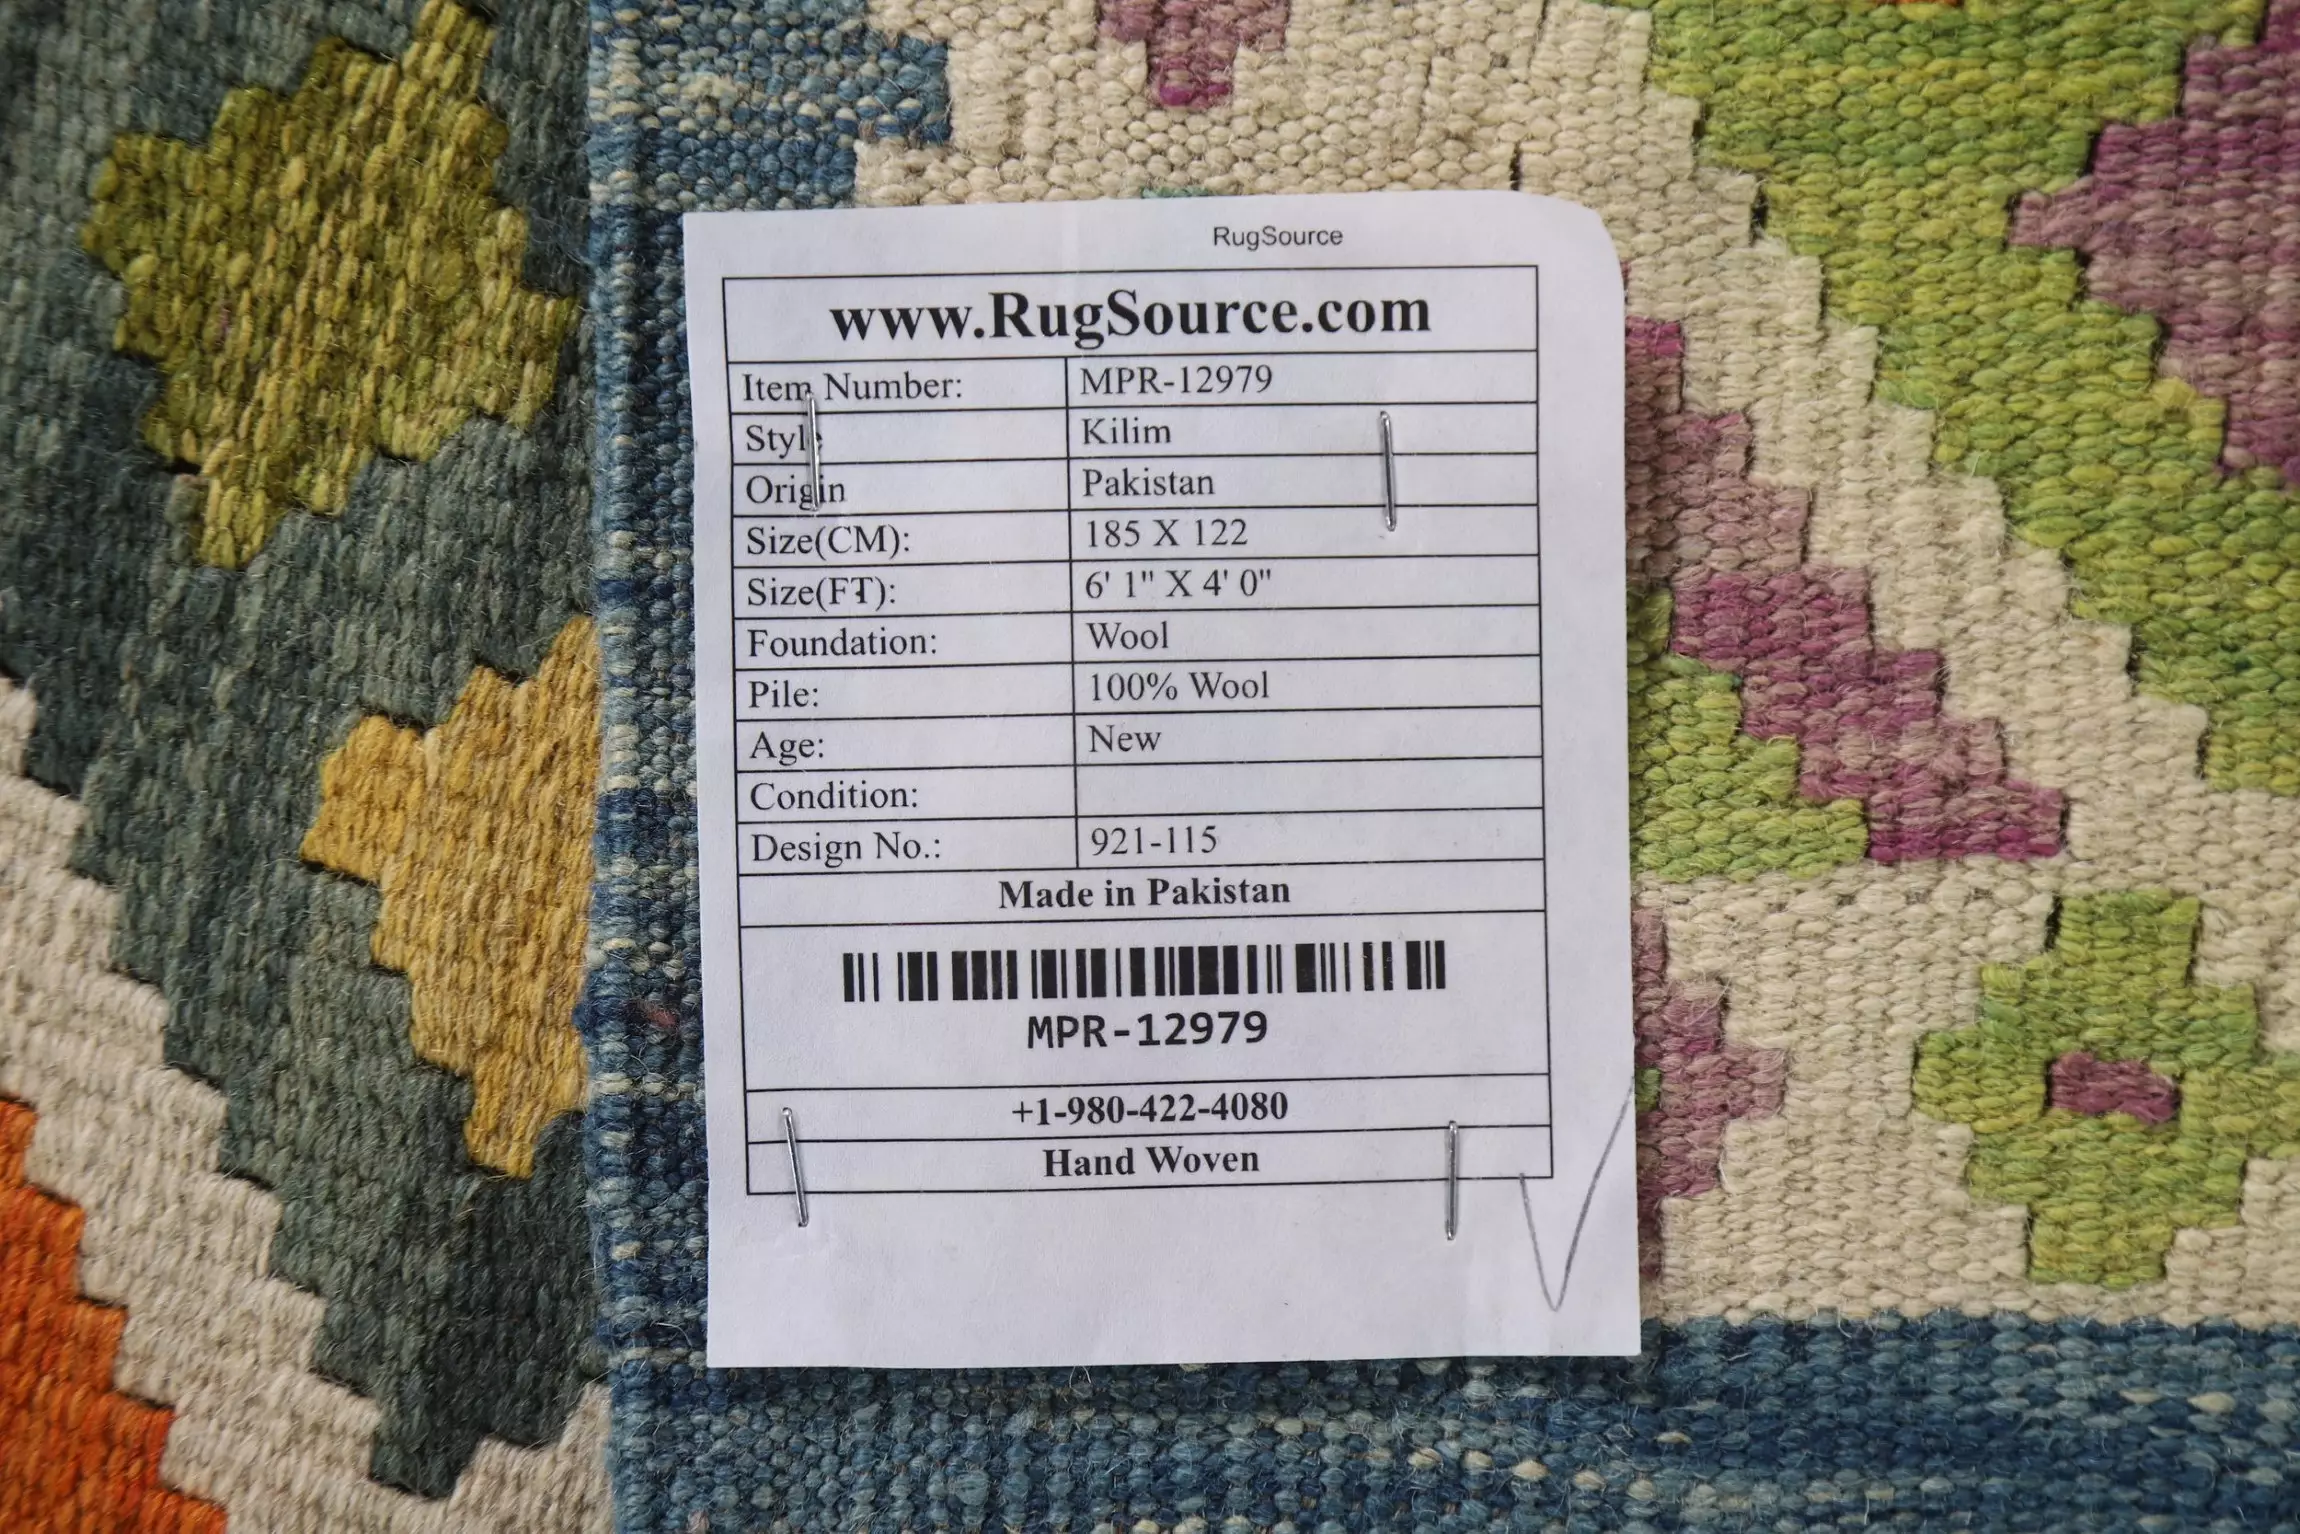 RugSource
www.RugSource.com
Item Number: MPR-12979
Style Kilim
Origin Pakistan
Size(CM): 185 X 122
Size(FT): 6' 1" X 4' 0"
Foundation: Wool
Pile: 100% Wool
Age: New
Condition:
Design No.: 921-115
Made in Pakistan
MPR-12979
+1-980-422-4080
Hand Woven